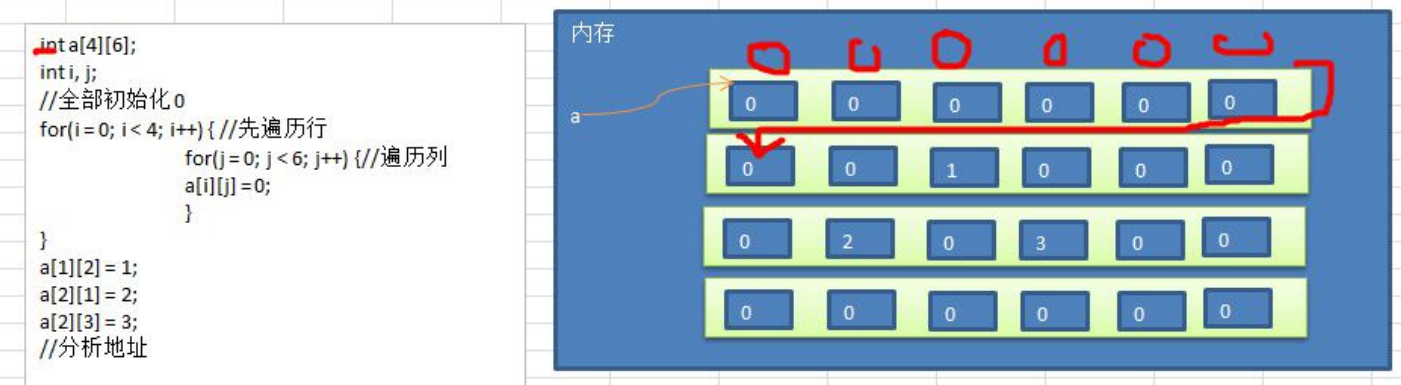 int a[4][6];
int i, j;
//全部初始化0
for(i = 0; i < 4; i++) { //先遍历行
for(j = 0; j < 6; j++) {//遍历列
a[i][j] = 0;
}
}
a[1][2] = 1;
a[2][1] = 2;
a[2][3] = 3;
//分析地址
内存
a
0 0 0 0 0 0
0 0 1 0 0 0
0 2 0 3 0 0
0 0 0 0 0 0